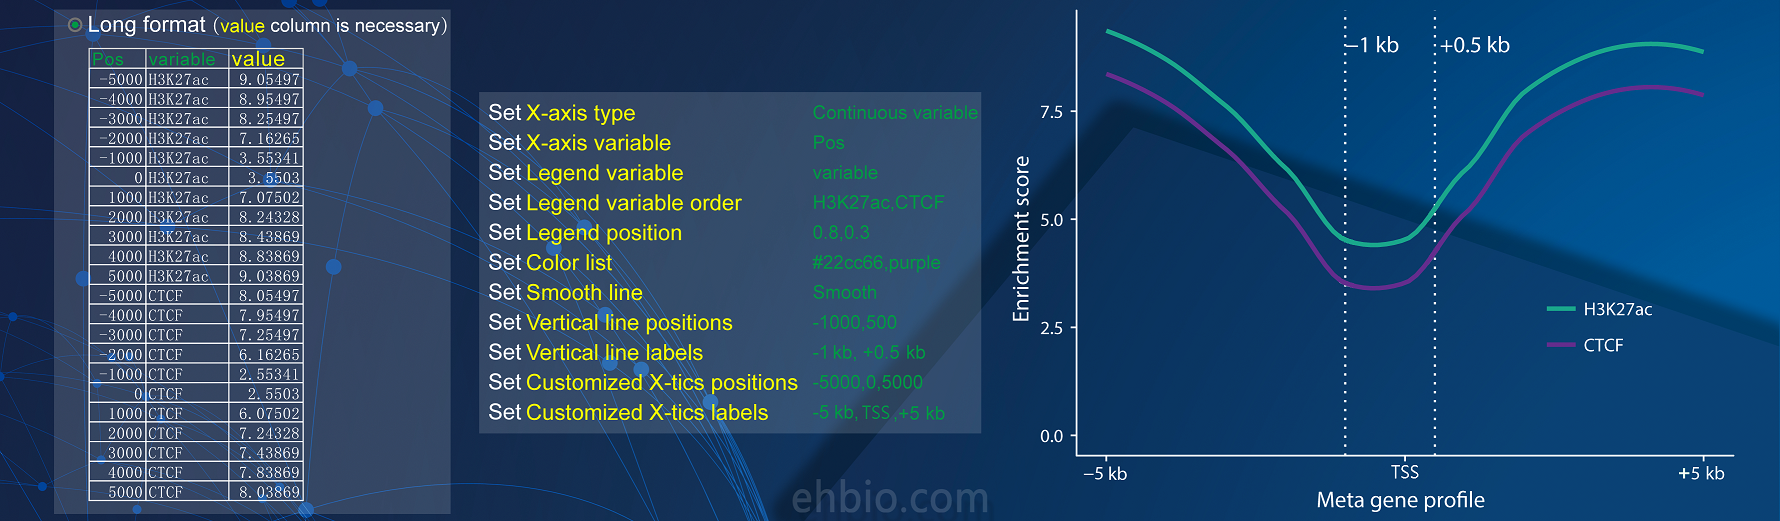 Long format (value column is necessary)
Pos variable value
-5000 H3K27ac 9.05497
-4000 H3K27ac 8.95497
-3000 H3K27ac 8.25497
-2000 H3K27ac 7.16265
-1000 H3K27ac 3.55341
0 H3K27ac 3.5503
1000 H3K27ac 7.07502
2000 H3K27ac 8.24328
3000 H3K27ac 8.43869
4000 H3K27ac 8.83869
5000 H3K27ac 9.03869
-5000 CTCF 8.05497
-4000 CTCF 7.95497
-3000 CTCF 7.25497
-2000 CTCF 6.16265
-1000 CTCF 2.55341
0 CTCF 2.5503
1000 CTCF 6.07502
2000 CTCF 7.24328
3000 CTCF 7.43869
4000 CTCF 7.83869
5000 CTCF 8.03869
Set X-axis type Continuous variable
Set X-axis variable Pos
Set Legend variable variable
Set Legend variable order H3K27ac,CTCF
Set Legend position 0.8,0.3
Set Color list #22cc66,purple
Set Smooth line Smooth
Set Vertical line positions -1000,500
Set Vertical line labels -1 kb, +0.5 kb
Set Customized X-tics positions -5000,0,5000
Set Customized X-tics labels -5 kb, TSS ,+5 kb
ehbio.com
−1 kb +0.5 kb
Enrichment score
7.5
5.0
2.5
0.0
H3K27ac
CTCF
−5 kb TSS +5 kb
Meta gene profile